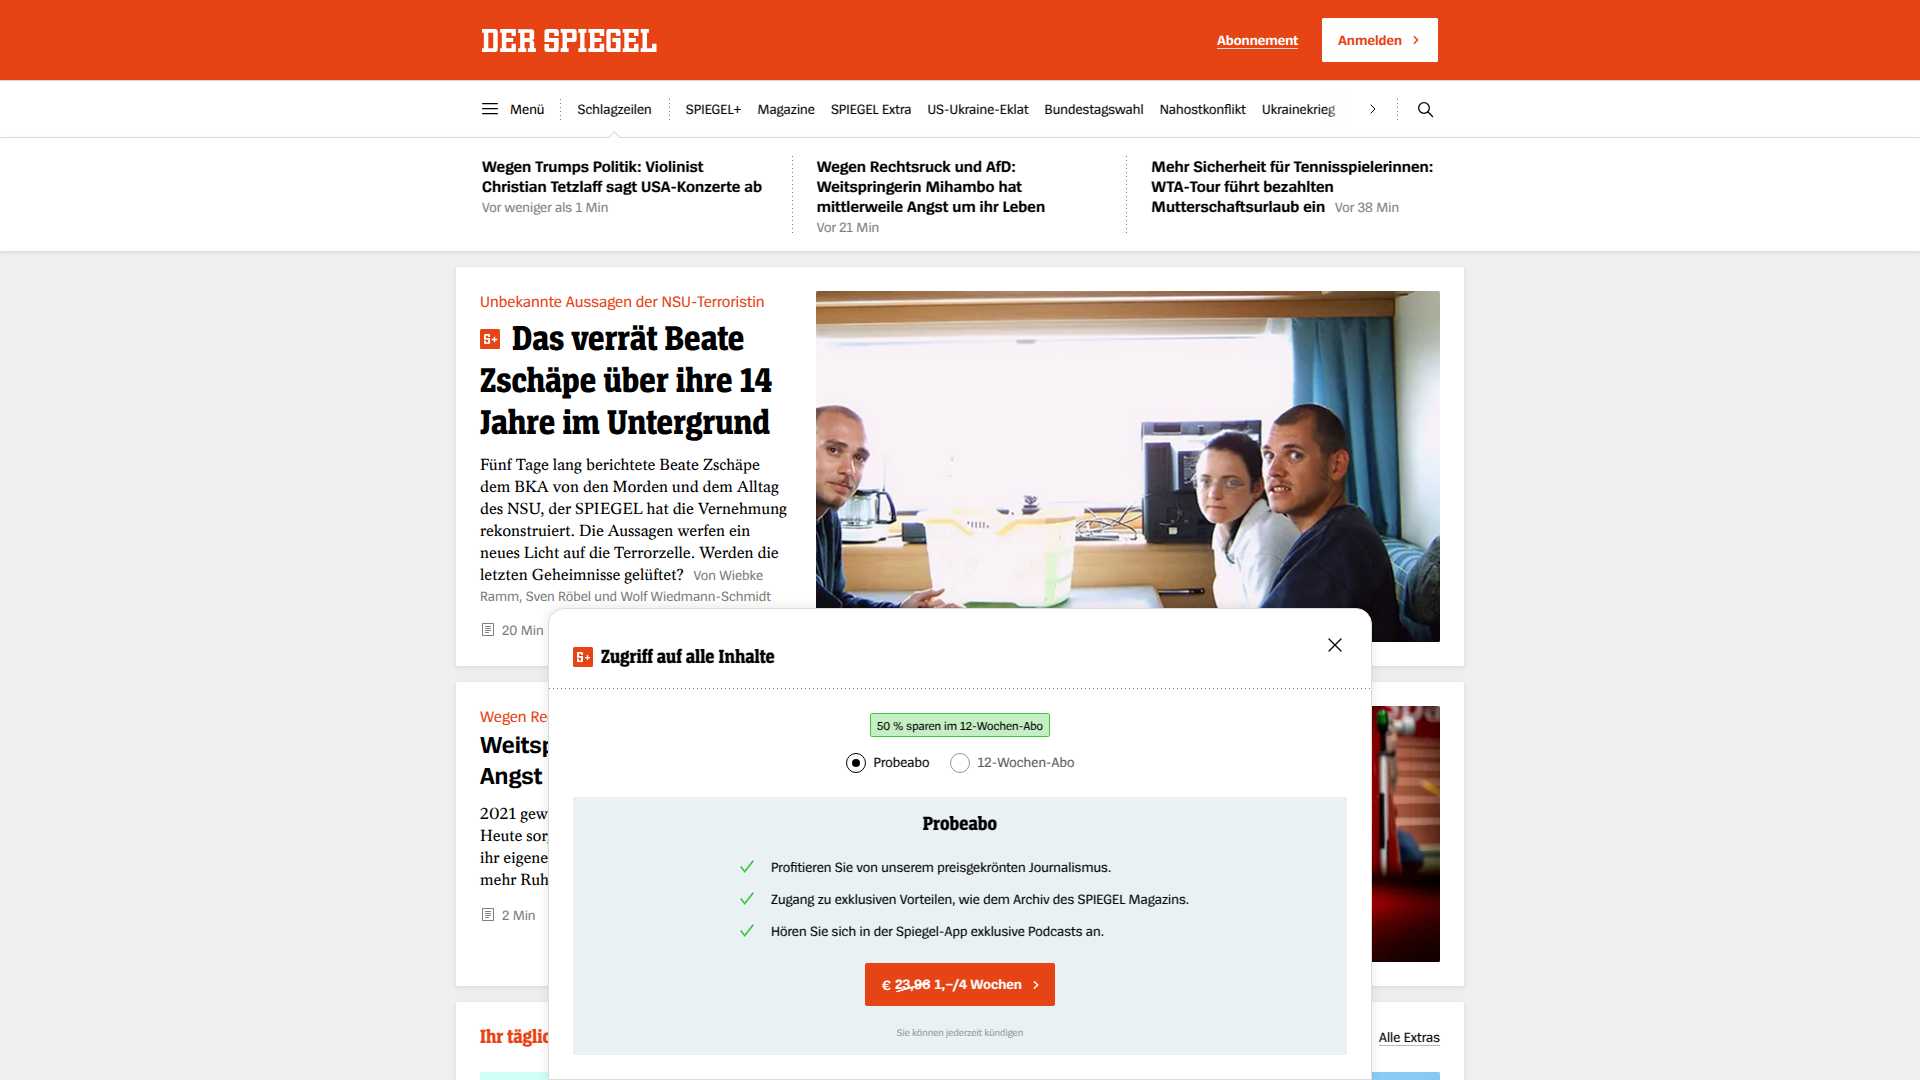 DER SPIEGEL
Abonnement
Anmelden
Menü
Schlagzeilen
SPIEGEL+
Magazine
SPIEGEL Extra
US-Ukraine-Eklat
Bundestagswahl
Nahostkonflikt
Ukrainekrieg
Wegen Trumps Politik: Violinist
Christian Tetzlaff sagt USA-Konzerte ab
Vor weniger als 1 Min
Wegen Rechtsruck und AfD:
Weitspringerin Mihambo hat
mittlerweile Angst um ihr Leben
Vor 21 Min
Mehr Sicherheit für Tennisspielerinnen:
WTA-Tour führt bezahlten
Mutterschaftsurlaub ein Vor 38 Min
Unbekannte Aussagen der NSU-Terroristin
S+ Das verrät Beate
Zschäpe über ihre 14
Jahre im Untergrund
Fünf Tage lang berichtete Beate Zschäpe
dem BKA von den Morden und dem Alltag
des NSU, der SPIEGEL hat die Vernehmung
rekonstruiert. Die Aussagen werfen ein
neues Licht auf die Terrorzelle. Werden die
letzten Geheimnisse gelüftet? Von Wiebke
Ramm, Sven Röbel und Wolf Wiedmann-Schmidt
20 Min
S+ Zugriff auf alle Inhalte
50 % sparen im 12-Wochen-Abo
Probeabo
12-Wochen-Abo
Probeabo
Profitieren Sie von unserem preisgekrönten Journalismus.
Zugang zu exklusiven Vorteilen, wie dem Archiv des SPIEGEL Magazins.
Hören Sie sich in der Spiegel-App exklusive Podcasts an.
€ 23,96 1,–/4 Wochen
Sie können jederzeit kündigen
Wegen Re
Weitsp
Angst
2021 gew
Heute sor
ihr eigene
mehr Ruh
2 Min
Ihr täglic
Alle Extras